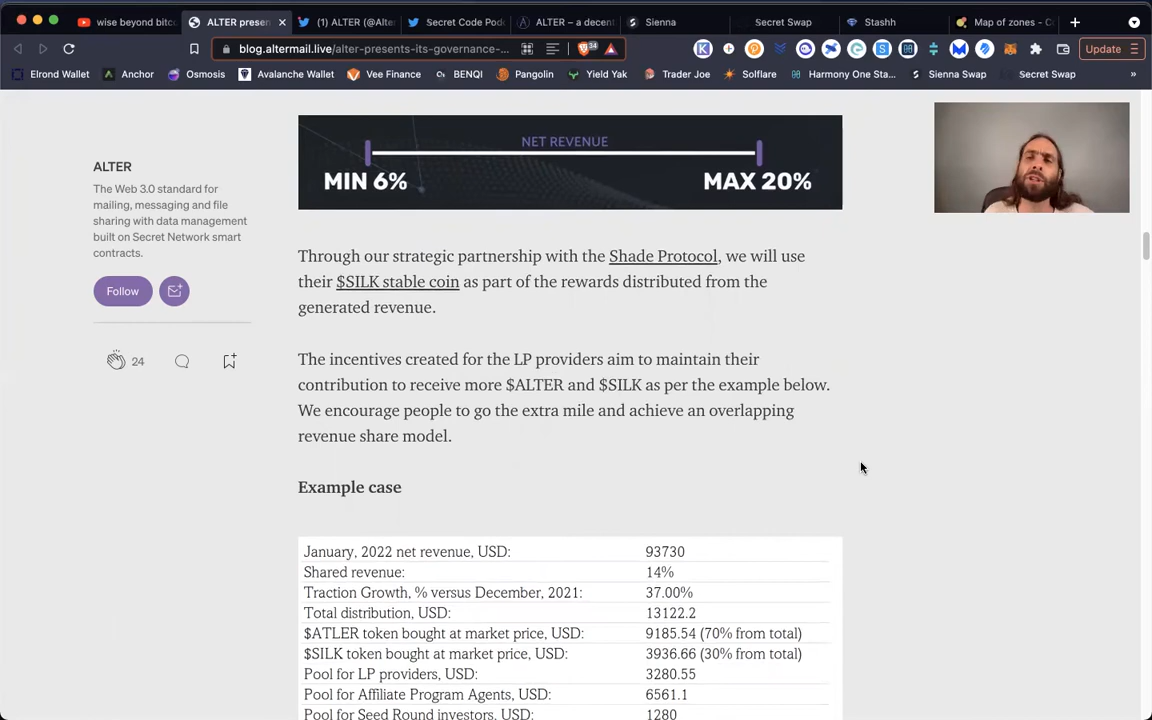 wise beyond bitco
ALTER presen
(1) ALTER (@Alte
Secret Code Pod
ALTER – a decent
Sienna
Secret Swap
Stashh
Map of zones - C
blog.altermail.live/alter-presents-its-governance-...
34
Update
Elrond Wallet
Anchor
Osmosis
Avalanche Wallet
Vee Finance
BENQI
Pangolin
Yield Yak
Trader Joe
Solflare
Harmony One Sta...
Sienna Swap
Secret Swap
»
NET REVENUE
MIN 6%
MAX 20%
ALTER
The Web 3.0 standard for
mailing, messaging and file
sharing with data management
built on Secret Network smart
contracts.
Follow
24
Through our strategic partnership with the Shade Protocol, we will use
their $SILK stable coin as part of the rewards distributed from the
generated revenue.
The incentives created for the LP providers aim to maintain their
contribution to receive more $ALTER and $SILK as per the example below.
We encourage people to go the extra mile and achieve an overlapping
revenue share model.
Example case
January, 2022 net revenue, USD: 93730
Shared revenue: 14%
Traction Growth, % versus December, 2021: 37.00%
Total distribution, USD: 13122.2
$ATLER token bought at market price, USD: 9185.54 (70% from total)
$SILK token bought at market price, USD: 3936.66 (30% from total)
Pool for LP providers, USD: 3280.55
Pool for Affiliate Program Agents, USD: 6561.1
Pool for Seed Round investors, USD: 1280